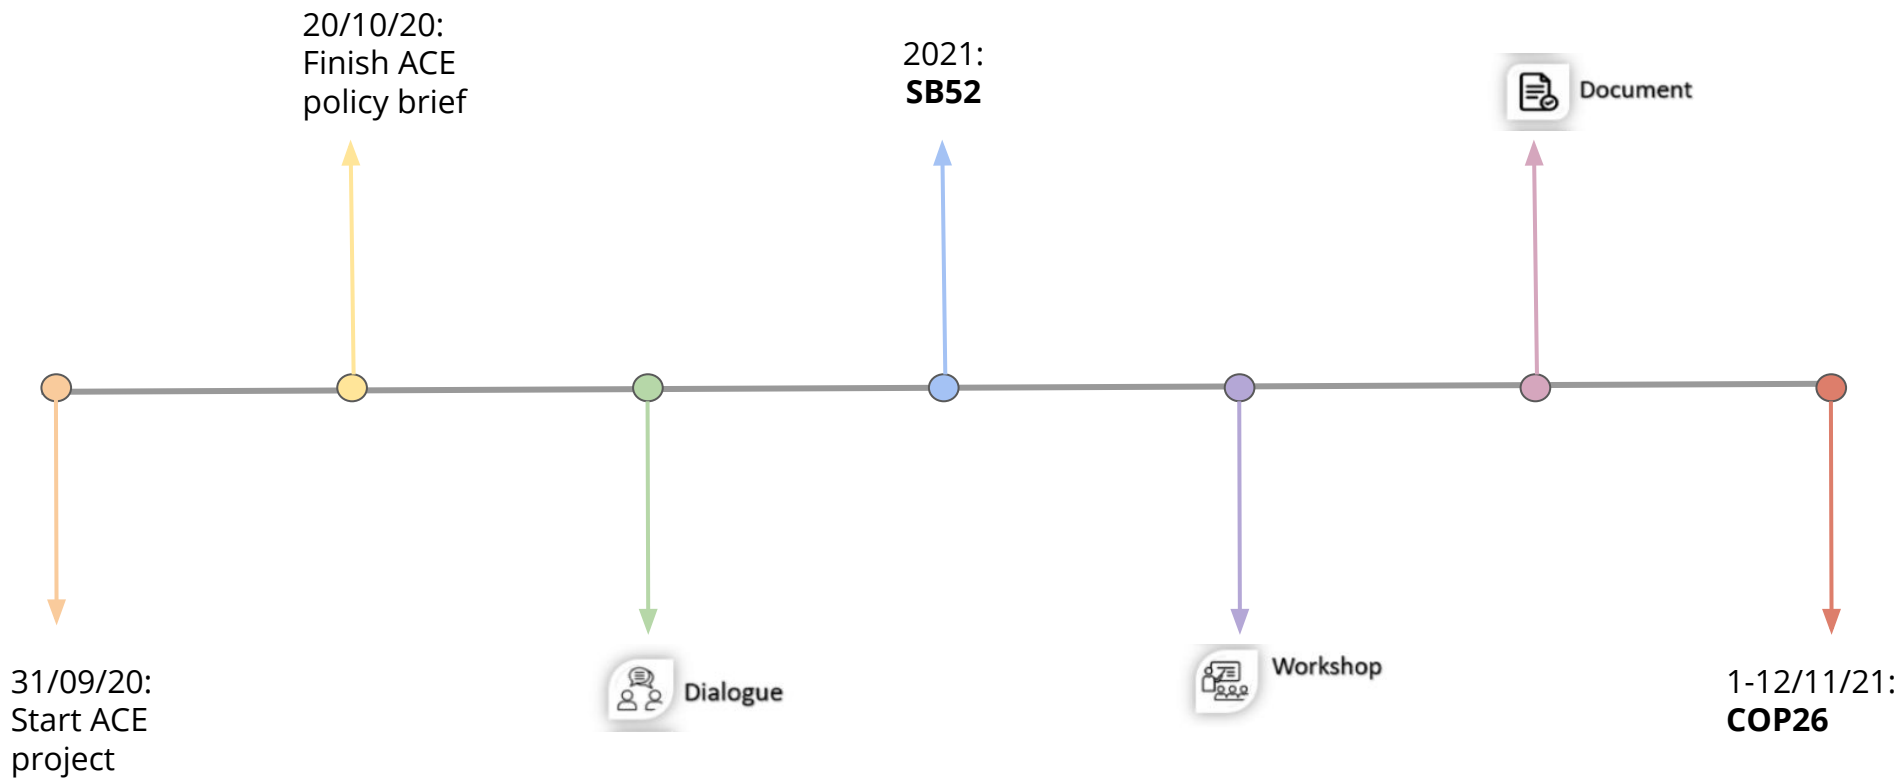 20/10/20:
Finish ACE
policy brief
2021:
SB52
Document
31/09/20:
Start ACE
project
Dialogue
Workshop
1-12/11/21:
COP26